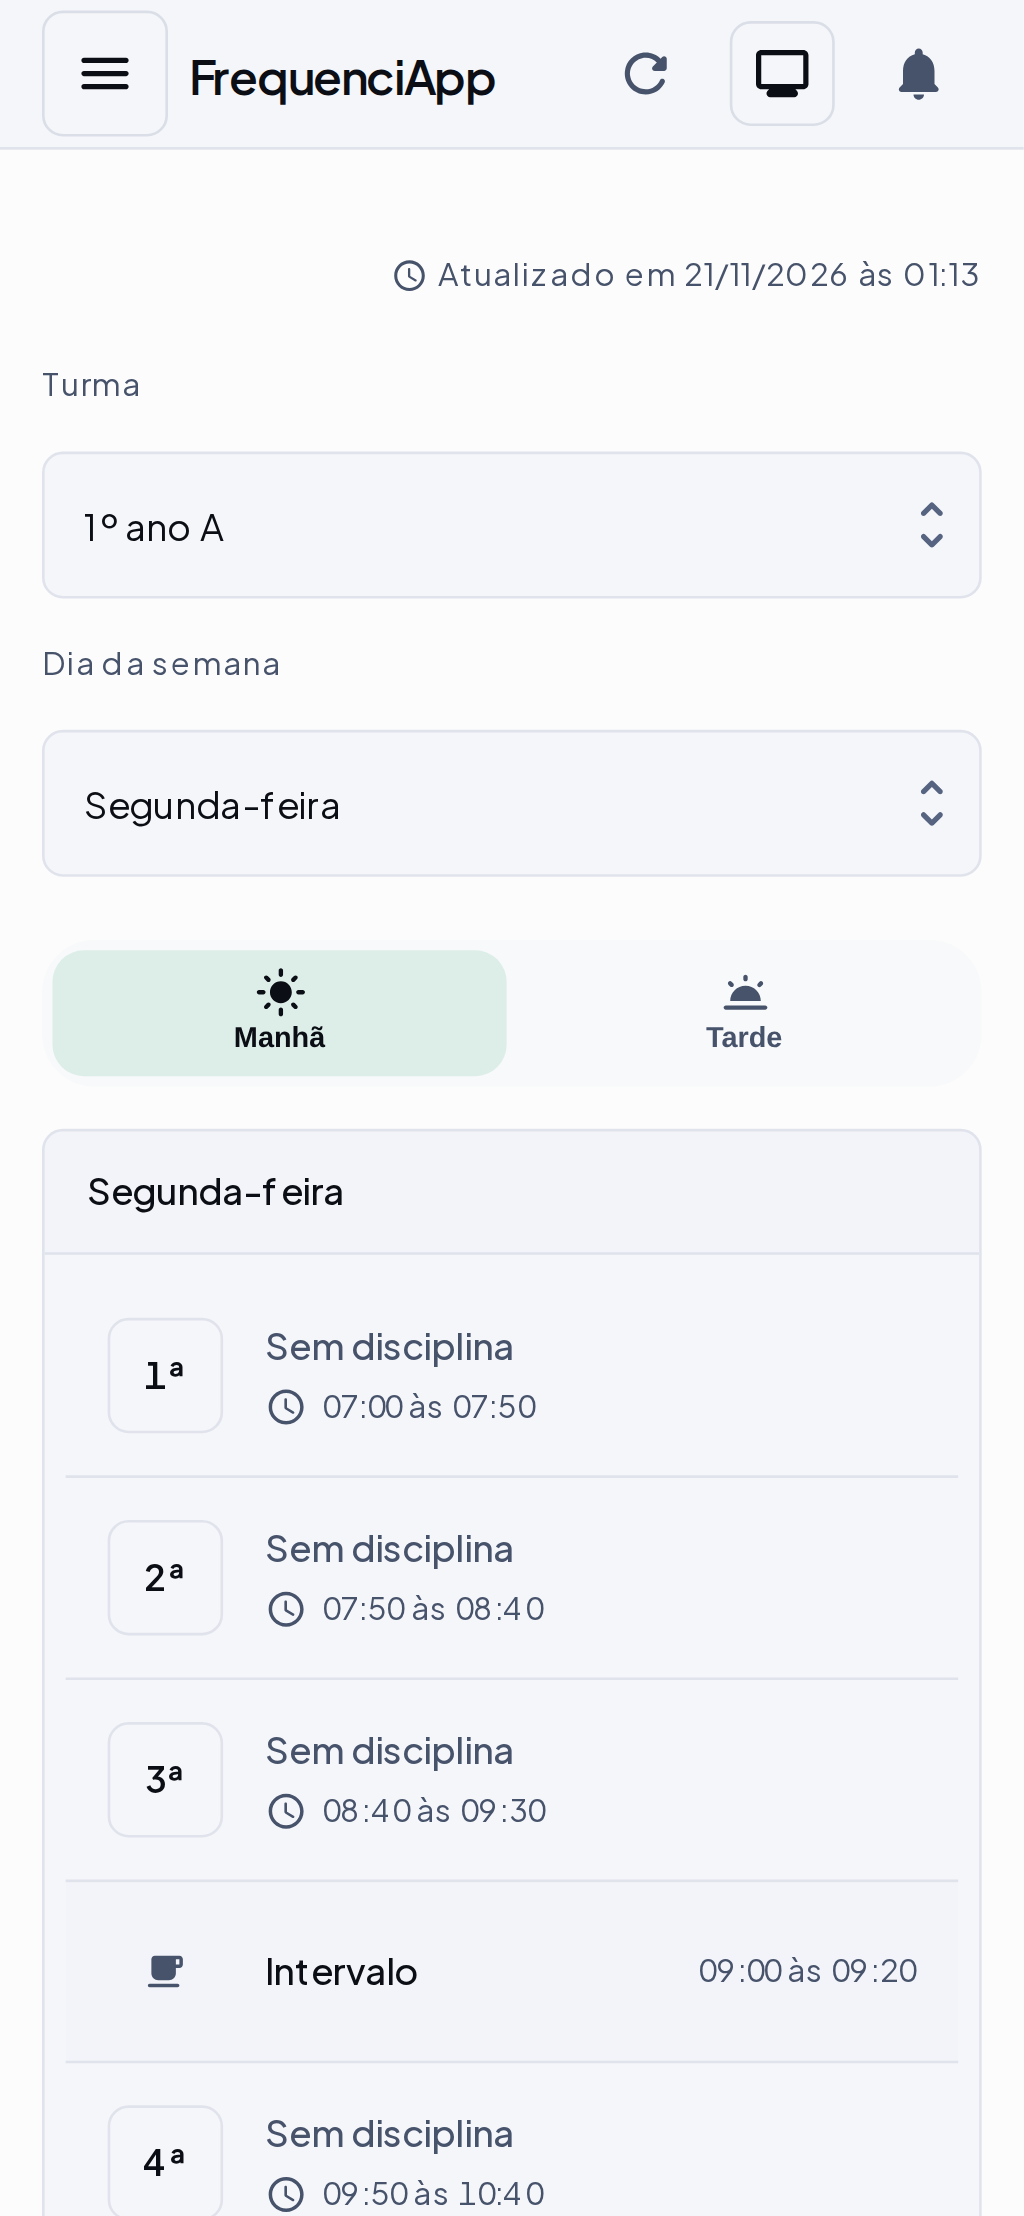 FrequenciApp
Atualizado em 21/11/2026 às 01:13
Turma
1º ano A
Dia da semana
Segunda-feira
Manhã
Tarde
Segunda-feira
1ª
Sem disciplina
07:00 às 07:50
2ª
Sem disciplina
07:50 às 08:40
3ª
Sem disciplina
08:40 às 09:30
Intervalo
09:00 às 09:20
4ª
Sem disciplina
09:50 às 10:40